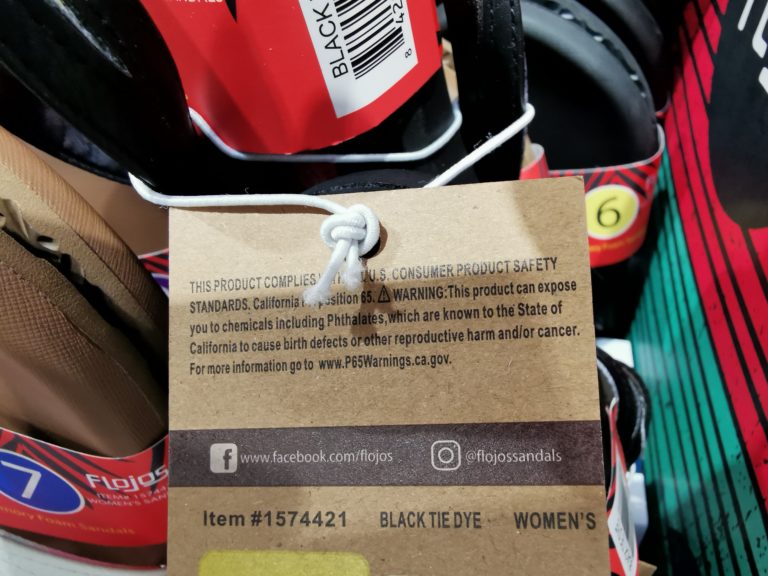 BLACK
6
THIS PRODUCT COMPLIES U.S. CONSUMER PRODUCT SAFETY
STANDARDS. California 65. ⚠ WARNING:This product can expose
you to chemicals including Phthalates,which are known to the State of
California to cause birth defects or other reproductive harm and/or cancer.
For more information go to www.P65Warnings.ca.gov.
www.facebook.com/flojos
@flojossandals
Item #1574421 BLACK TIE DYE WOMEN'S
7
FLOJOS
WOMEN'S
Sandals